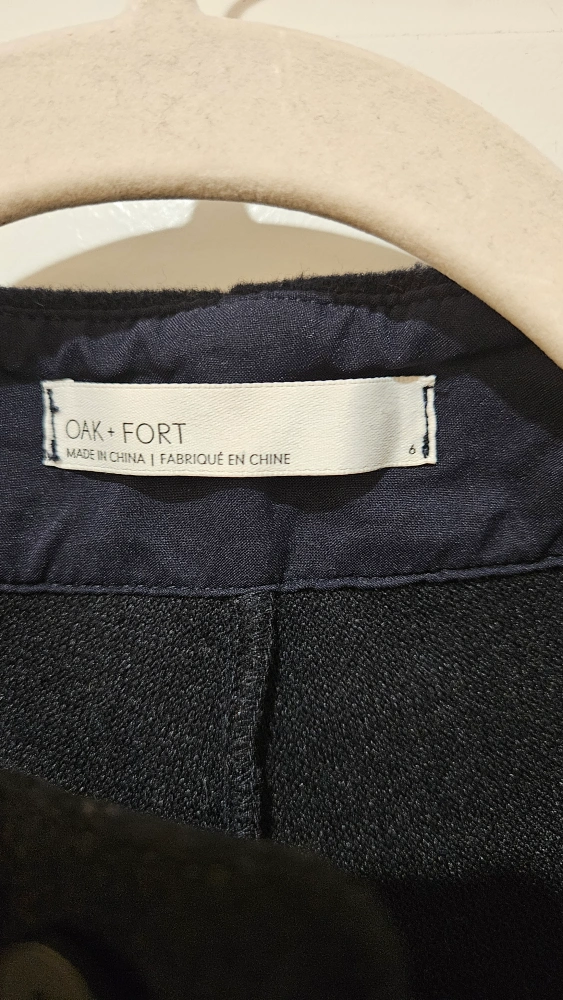 OAK + FORT
MADE IN CHINA | FABRIQUÉ EN CHINE
6